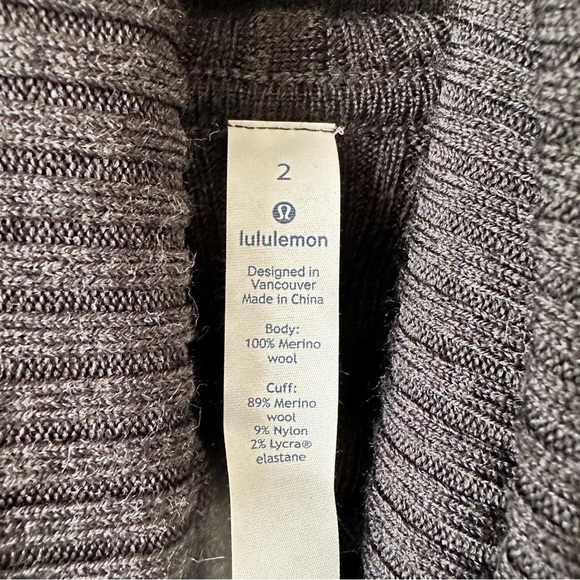 2
lululemon
Designed in
Vancouver
Made in China
Body:
100% Merino
wool
Cuff:
89% Merino
wool
9% Nylon
2% Lycra®
elastane